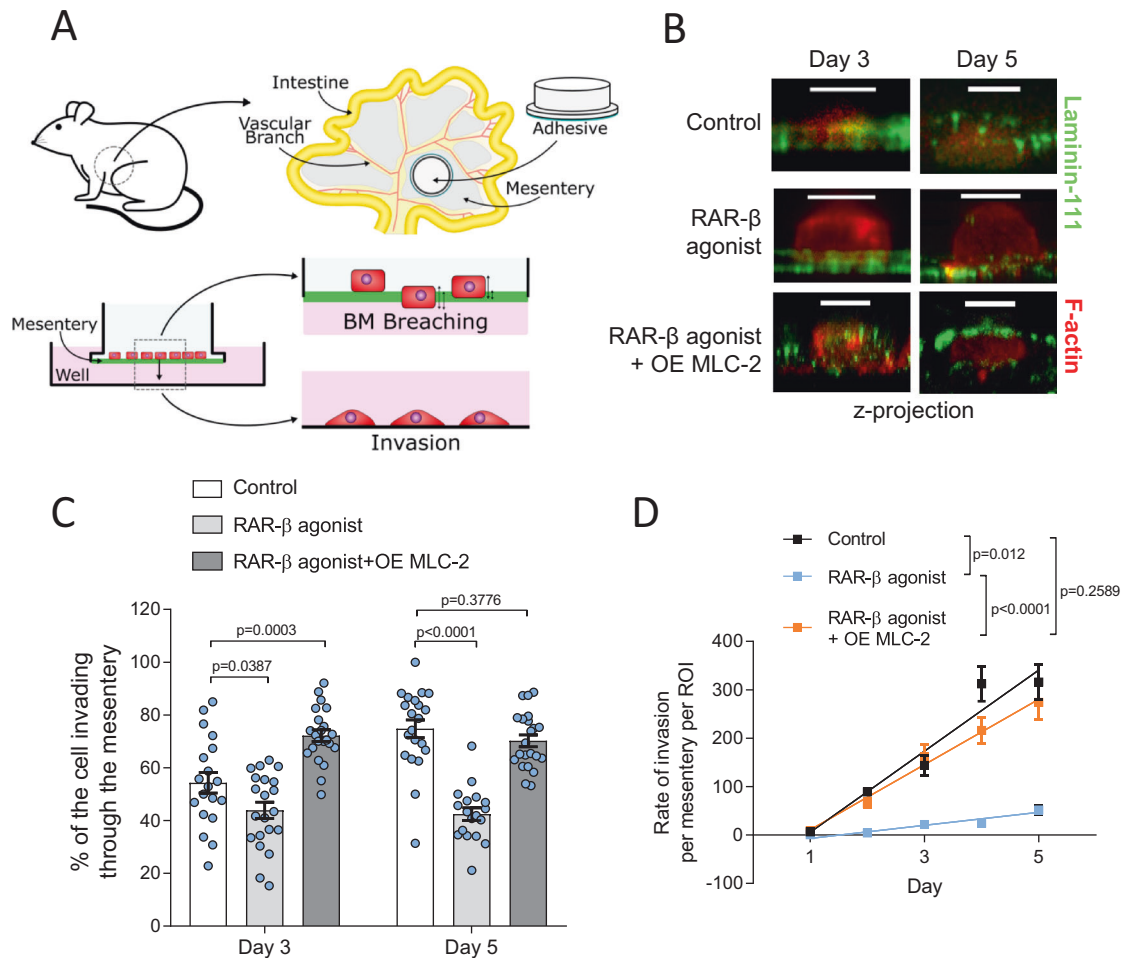 A
Intestine
Vascular
Branch
Adhesive
Mesentery
Mesentery
Well
BM Breaching
Invasion
B
Day 3
Day 5
Control
RAR-β
agonist
RAR-β agonist
+ OE MLC-2
Laminin-111
F-actin
z-projection
C
Control
RAR-β agonist
RAR-β agonist+OE MLC-2
% of the cell invading
through the mesentery
120
100
80
60
40
20
0
p=0.0003
p=0.0387
p=0.3776
p<0.0001
Day 3
Day 5
D
Control
RAR-β agonist
RAR-β agonist
+ OE MLC-2
p=0.012
p<0.0001
p=0.2589
Rate of invasion
per mesentery per ROI
400
300
200
100
0
-100
1
3
5
Day